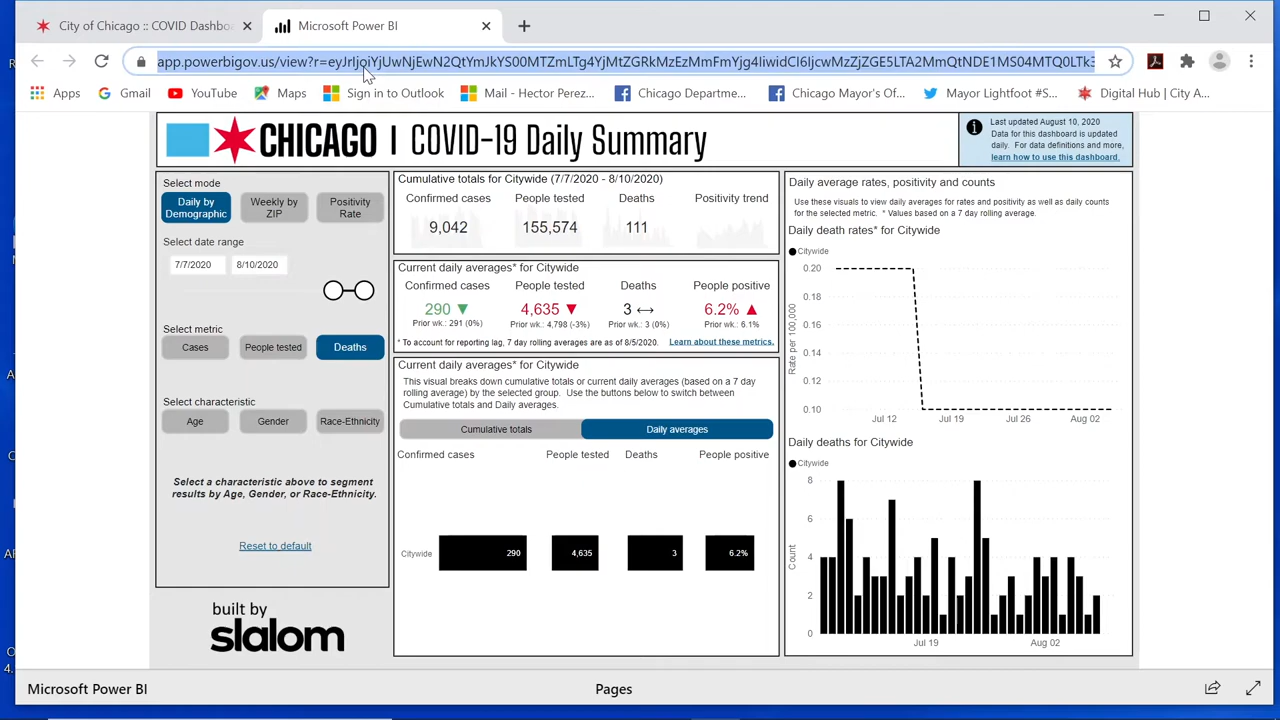 City of Chicago :: COVID Dashbo
Microsoft Power BI
app.powerbigov.us/view?r=
Apps
Gmail
YouTube
Maps
Sign in to Outlook
Mail - Hector Perez...
Chicago Departme...
Chicago Mayor's Of...
Mayor Lightfoot #S...
Digital Hub | City A...
CHICAGO | COVID-19 Daily Summary
Last updated August 10, 2020
Data for this dashboard is updated
daily. For data definitions and more,
learn how to use this dashboard.
Select mode
Daily by
Demographic
Weekly by
ZIP
Positivity
Rate
Select date range
7/7/2020
8/10/2020
Select metric
Cases
People tested
Deaths
Select characteristic
Age
Gender
Race-Ethnicity
Select a characteristic above to segment
results by Age, Gender, or Race-Ethnicity.
Reset to default
built by
slalom
Cumulative totals for Citywide (7/7/2020 - 8/10/2020)
Confirmed cases
People tested
Deaths
Positivity trend
9,042
155,574
111
Current daily averages* for Citywide
Confirmed cases
People tested
Deaths
People positive
290 ▼
4,635 ▼
3 ↔
6.2% ▲
Prior wk.: 291 (0%)
Prior wk.: 4,798 (-3%)
Prior wk.: 3 (0%)
Prior wk.: 6.1%
* To account for reporting lag, 7 day rolling averages are as of 8/5/2020.
Learn about these metrics.
Current daily averages* for Citywide
This visual breaks down cumulative totals or current daily averages (based on a 7 day
rolling average) by the selected group. Use the buttons below to switch between
Cumulative totals and Daily averages.
Cumulative totals
Daily averages
Confirmed cases
People tested
Deaths
People positive
Citywide
290
4,635
3
6.2%
Daily average rates, positivity and counts
Use these visuals to view daily averages for rates and positivity as well as daily counts
for the selected metric. * Values based on a 7 day rolling average.
Daily death rates* for Citywide
Citywide
Rate per 100,000
0.20
0.18
0.16
0.14
0.12
0.10
Jul 12
Jul 19
Jul 26
Aug 02
Daily deaths for Citywide
Citywide
Count
8
6
4
2
0
Jul 19
Aug 02
Microsoft Power BI
Pages